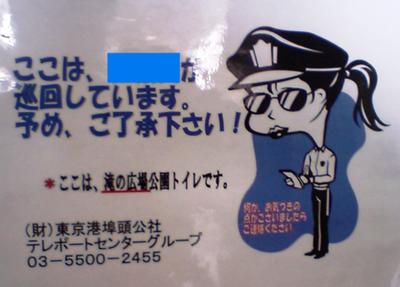 ここは、 が
巡回しています。
予め、ご了承下さい!
*ここは、滝の広場公園トイレです。
何か、お気づきの
点がございましたら
ご連絡ください
(財)東京港埠頭公社
テレポートセンターグループ
03-5500-2455